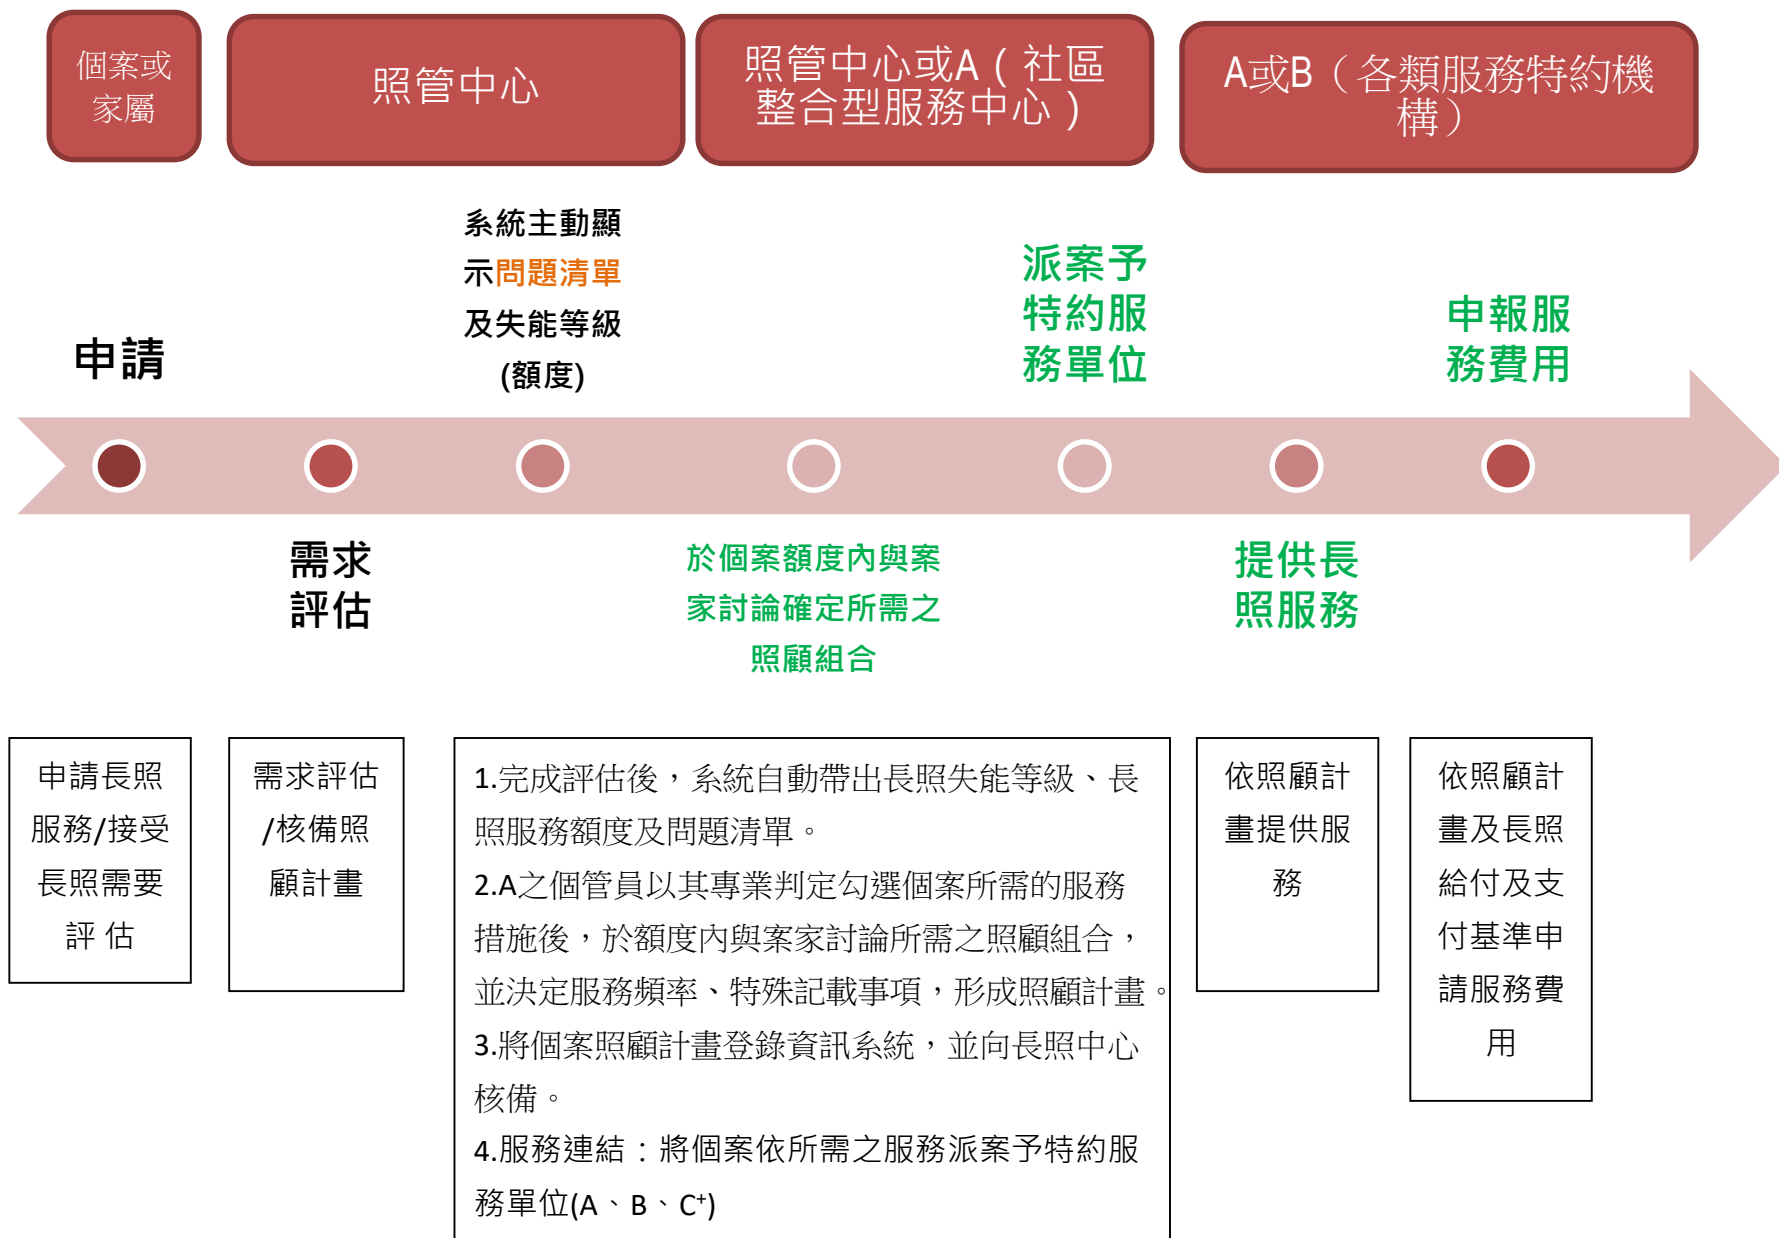 個案或
家屬
照管中心
照管中心或A（社區
整合型服務中心）
A或B（各類服務特約機
構）
系統主動顯
示問題清單
及失能等級
(額度)
派案予
特約服
務單位
申報服
務費用
申請
需求
評估
於個案額度內與案
家討論確定所需之
照顧組合
提供長
照服務
申請長照
服務/接受
長照需要
評 估
需求評估
/核備照
顧計畫
1.完成評估後，系統自動帶出長照失能等級、長
照服務額度及問題清單。
2.A之個管員以其專業判定勾選個案所需的服務
措施後，於額度內與案家討論所需之照顧組合，
並決定服務頻率、特殊記載事項，形成照顧計畫。
3.將個案照顧計畫登錄資訊系統，並向長照中心
核備。
4.服務連結：將個案依所需之服務派案予特約服
務單位(A、B、C⁺)
依照顧計
畫提供服
務
依照顧計
畫及長照
給付及支
付基準申
請服務費
用